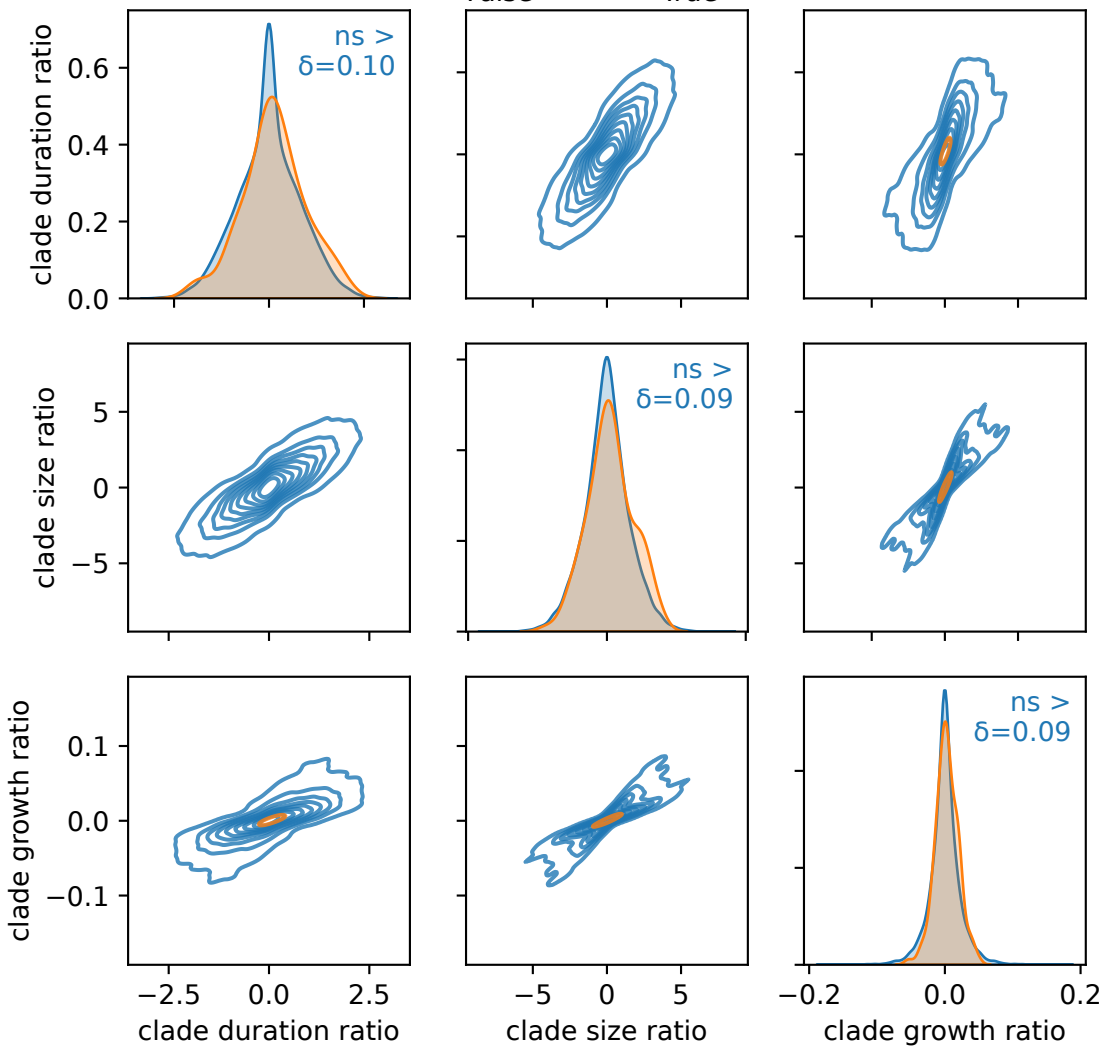 clade duration ratio
0.6
0.4
0.2
0.0
ns >
δ=0.10
clade size ratio
5
0
−5
ns >
δ=0.09
−5
0
5
clade growth ratio
0.1
0.0
−0.1
ns >
δ=0.09
−2.5
0.0
2.5
−5
0
5
−0.2
0.0
0.2
clade duration ratio
clade size ratio
clade growth ratio